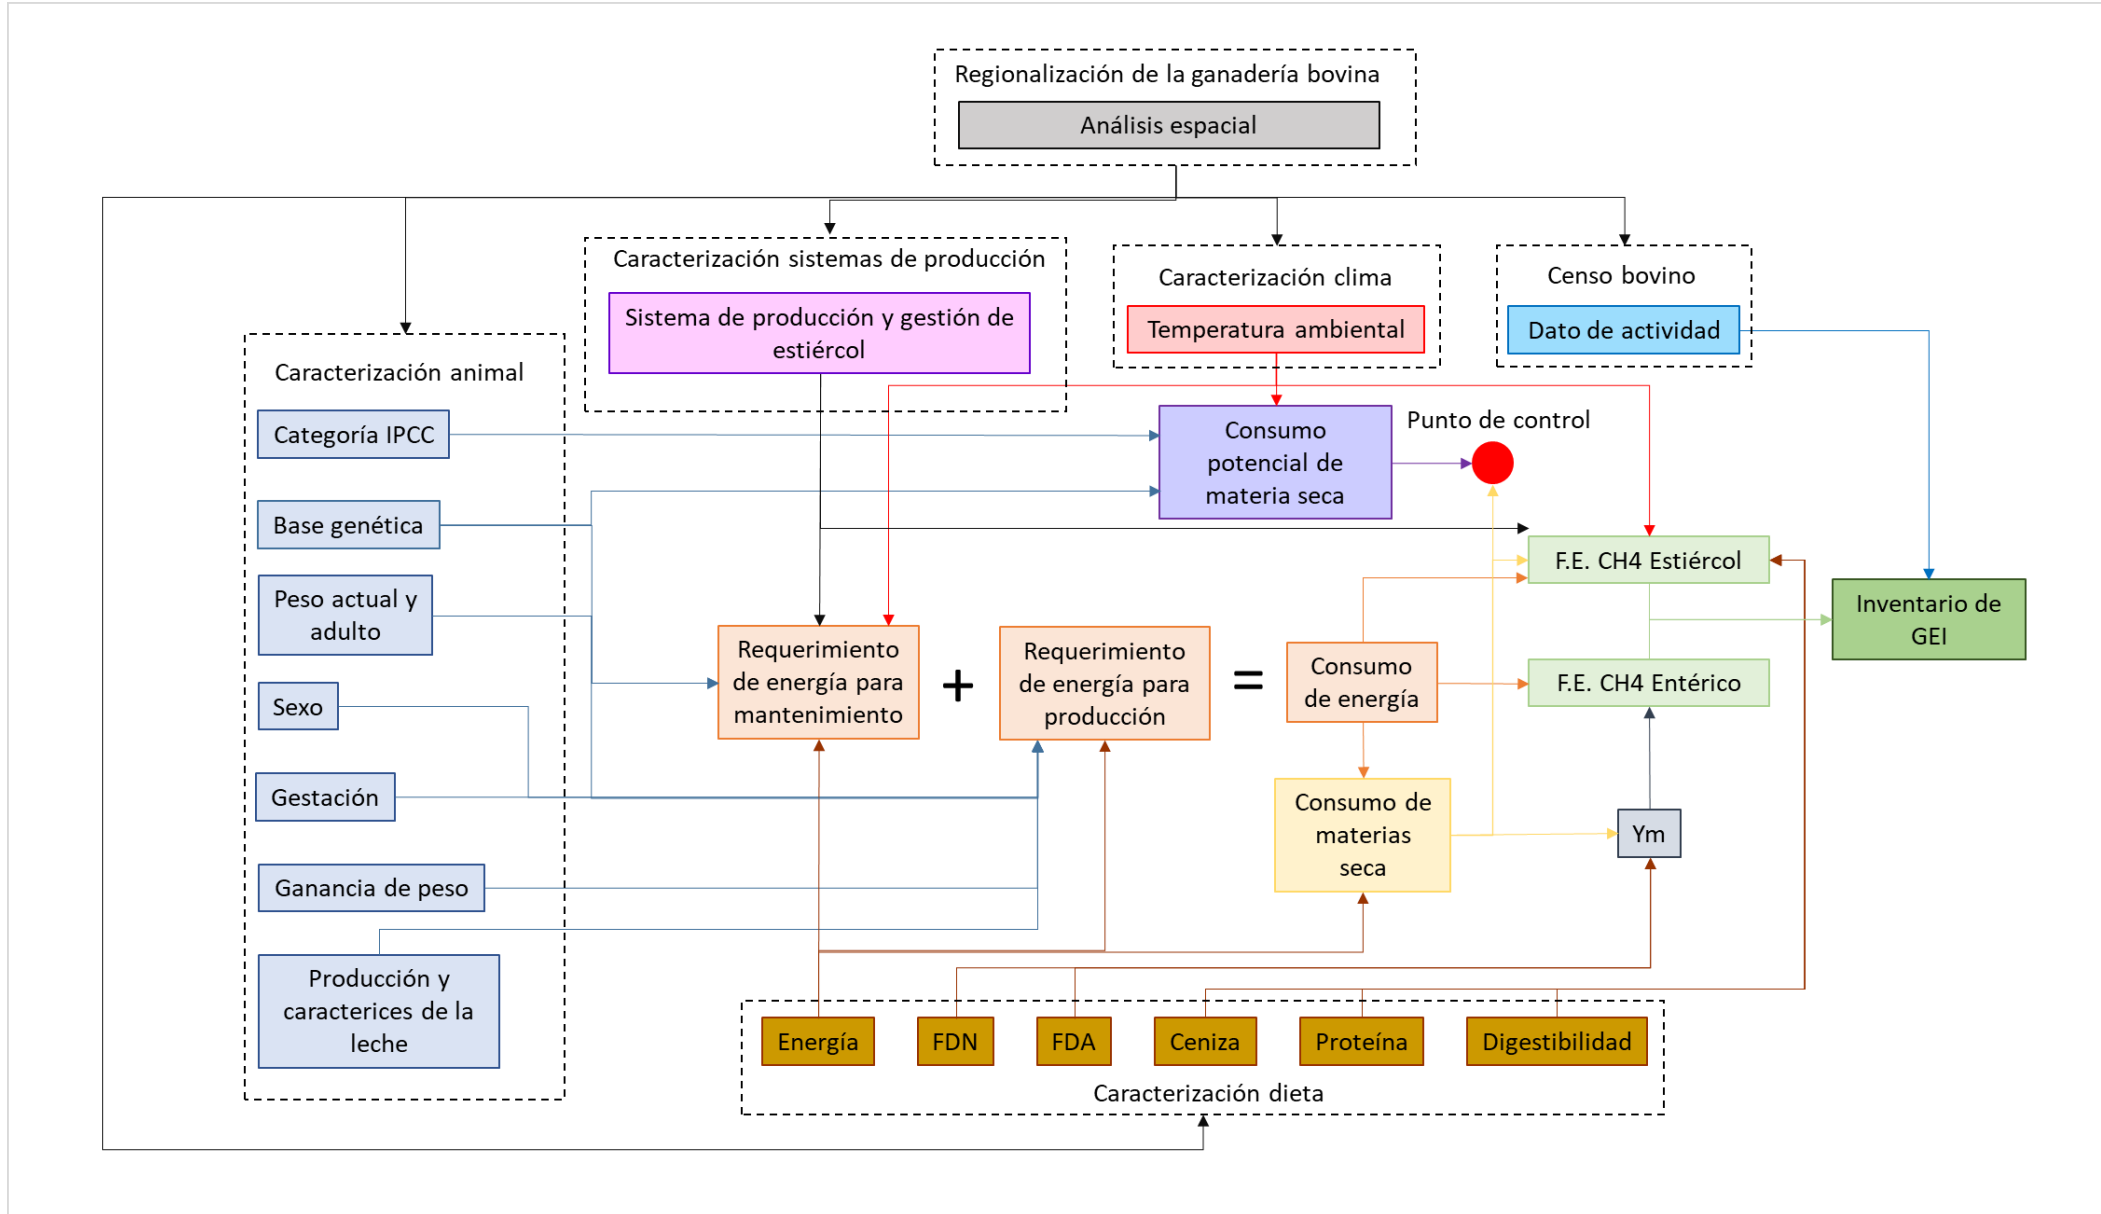 Regionalización de la ganadería bovina
Análisis espacial
Caracterización sistemas de producción
Sistema de producción y gestión de
estiércol
Caracterización clima
Temperatura ambiental
Censo bovino
Dato de actividad
Caracterización animal
Categoría IPCC
Base genética
Peso actual y
adulto
Sexo
Gestación
Ganancia de peso
Producción y
caracterices de la
leche
Consumo
potencial de
materia seca
Punto de control
Requerimiento
de energía para
mantenimiento
+
Requerimiento
de energía para
producción
=
Consumo
de energía
Consumo de
materias
seca
F.E. CH4 Estiércol
F.E. CH4 Entérico
Ym
Inventario de
GEI
Energía
FDN
FDA
Ceniza
Proteína
Digestibilidad
Caracterización dieta